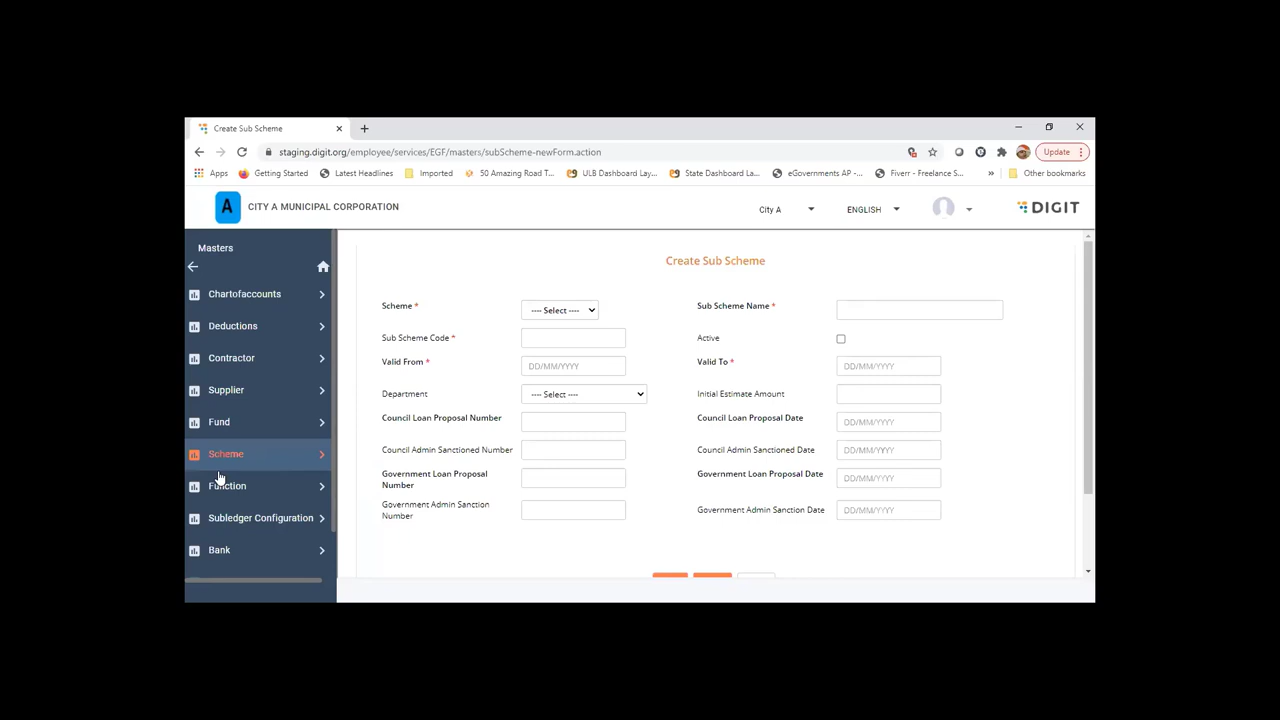 Create Sub Scheme
staging.digit.org/employee/services/EGF/masters/subScheme-newForm.action
Update
Apps Getting Started Latest Headlines Imported 50 Amazing Road T... ULB Dashboard Lay... State Dashboard La... eGovernments AP -... Fiverr - Freelance S... » Other bookmarks
A CITY A MUNICIPAL CORPORATION City A ENGLISH DIGIT
Masters
Chartofaccounts
Deductions
Contractor
Supplier
Fund
Scheme
Function
Subledger Configuration
Bank
Create Sub Scheme
Scheme * ---- Select ---- Sub Scheme Name *
Sub Scheme Code * Active
Valid From * DD/MM/YYYY Valid To * DD/MM/YYYY
Department ---- Select ---- Initial Estimate Amount
Council Loan Proposal Number Council Loan Proposal Date DD/MM/YYYY
Council Admin Sanctioned Number Council Admin Sanctioned Date DD/MM/YYYY
Government Loan Proposal Number Government Loan Proposal Date DD/MM/YYYY
Government Admin Sanction Number Government Admin Sanction Date DD/MM/YYYY